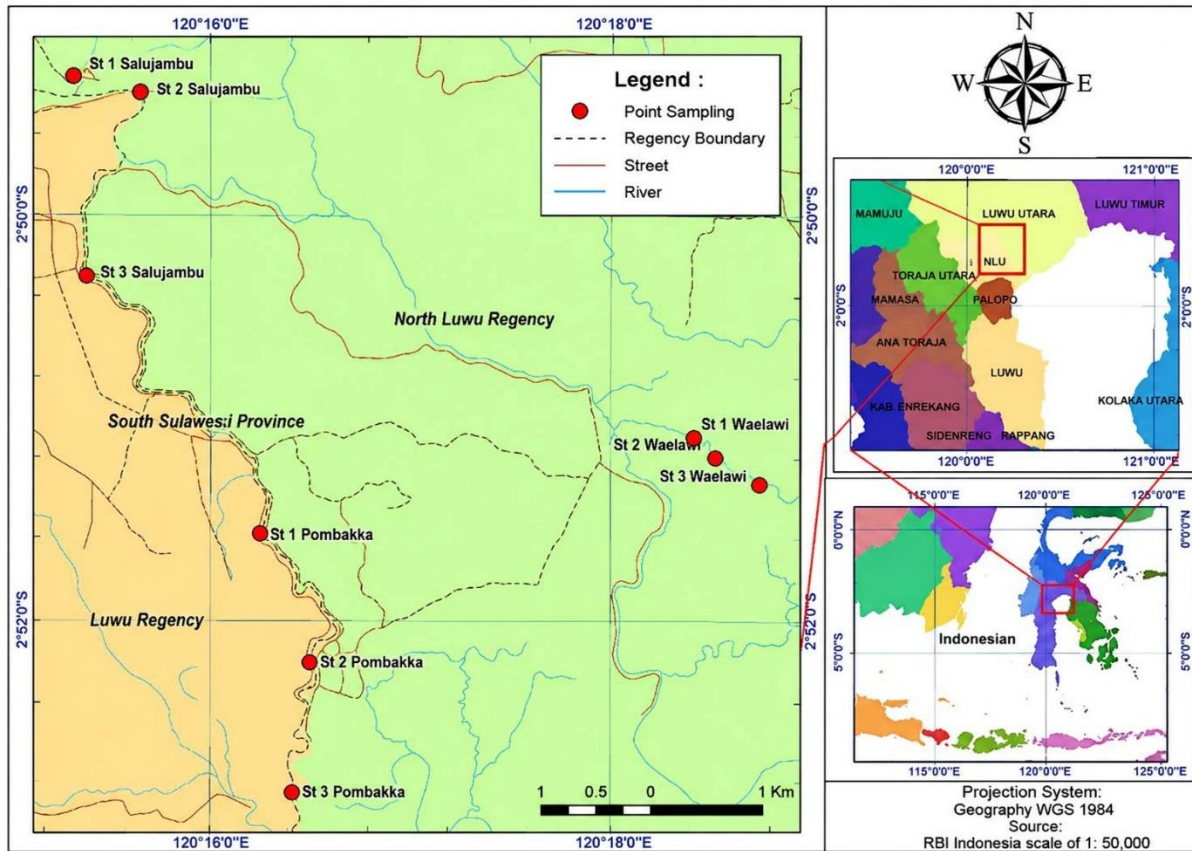 120°16'0"E
120°18'0"E
St 1 Salujambu
St 2 Salujambu
Legend :
Point Sampling
Regency Boundary
Street
River
2°50'0"S
2°50'0"S
St 3 Salujambu
North Luwu Regency
South Sulawesi Province
St 1 Waelawi
St 2 Waelawi
St 3 Waelawi
St 1 Pombakka
Luwu Regency
2°52'0"S
2°52'0"S
St 2 Pombakka
St 3 Pombakka
1 0.5 0 1 Km
120°16'0"E
120°18'0"E
N
W E
S
120°0'0"E
121°0'0"E
MAMUJU
LUWU UTARA
LUWU TIMUR
NLU
TORAJA UTARA
MAMASA
PALOPO
2°0'0"S
2°0'0"S
ANA TORAJA
LUWU
KAB. ENREKANG
KOLAKA UTARA
SIDENRENG RAPPANG
120°0'0"E
121°0'0"E
115°0'0"E
120°0'0"E
125°0'0"E
0°0'0"N
0°0'0"N
Indonesian
5°0'0"S
5°0'0"S
115°0'0"E
120°0'0"E
125°0'0"E
Projection System:
Geography WGS 1984
Source:
RBI Indonesia scale of 1: 50,000